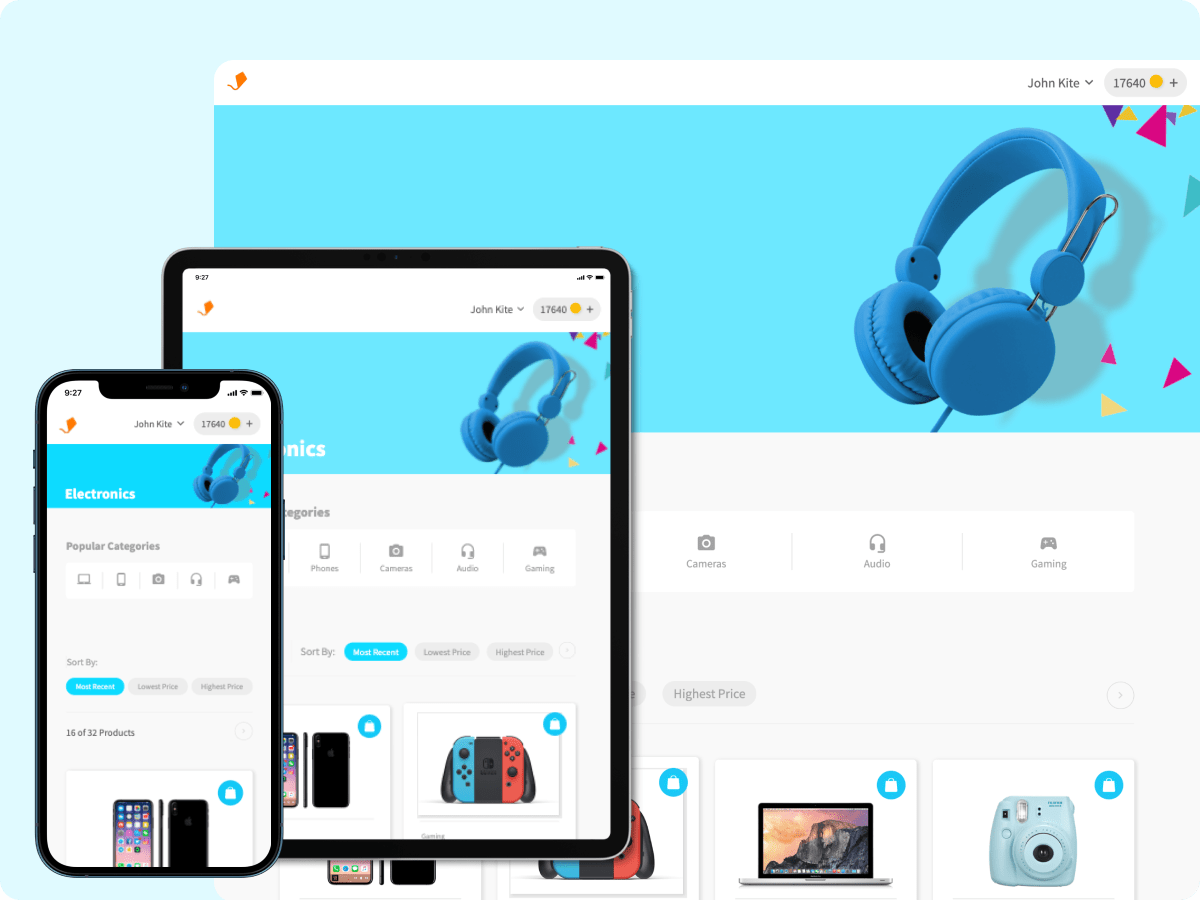 John Kite
17640 +
9:27
John Kite
17640 +
9:27
John Kite
17640 +
nics
Electronics
tegories
Popular Categories
Phones
Cameras
Audio
Gaming
Cameras
Audio
Gaming
Sort By:
Most Recent
Lowest Price
Highest Price
Sort By:
Most Recent
Lowest Price
Highest Price
e
Highest Price
16 of 32 Products
Gaming